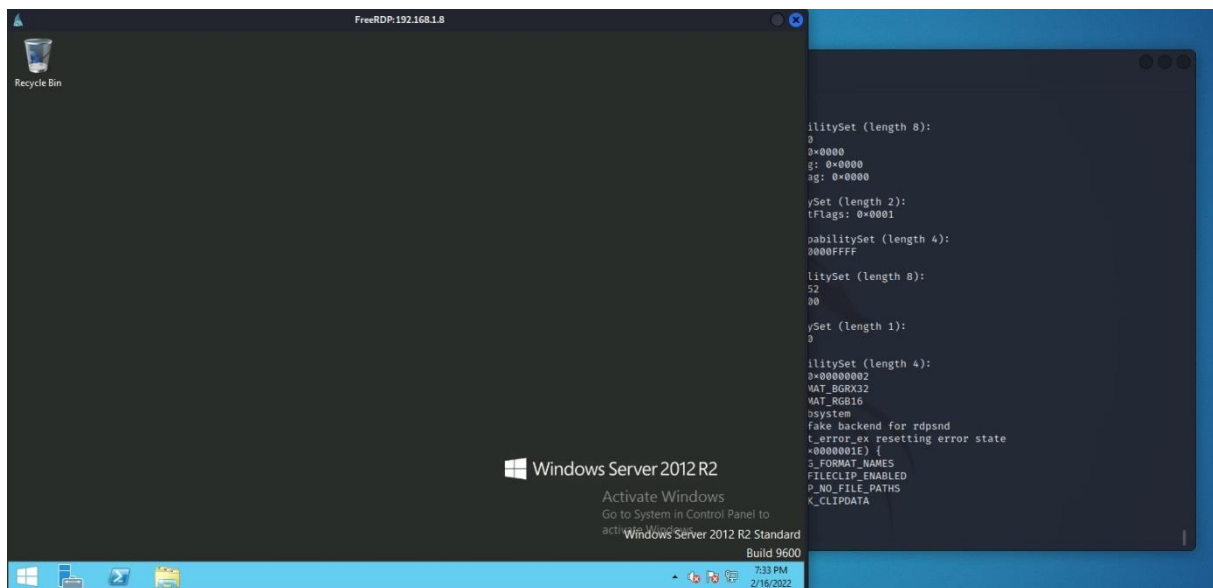 FreeRDP:192.168.1.8
Recycle Bin
Windows Server 2012 R2
Activate Windows
Go to System in Control Panel to
activate Windows.
Windows Server 2012 R2 Standard
Build 9600
7:33 PM
2/16/2022
ilitySet (length 8):
0
0×0000
g: 0×0000
ag: 0×0000
ySet (length 2):
tFlags: 0×0001
pabilitySet (length 4):
0000FFFF
litySet (length 8):
52
00
ySet (length 1):
0
ilitySet (length 4):
0×00000002
MAT_BGRX32
MAT_RGB16
bsystem
fake backend for rdpsnd
t_error_ex resetting error state
×0000001E) {
G_FORMAT_NAMES
FILECLIP_ENABLED
P_NO_FILE_PATHS
K_CLIPDATA